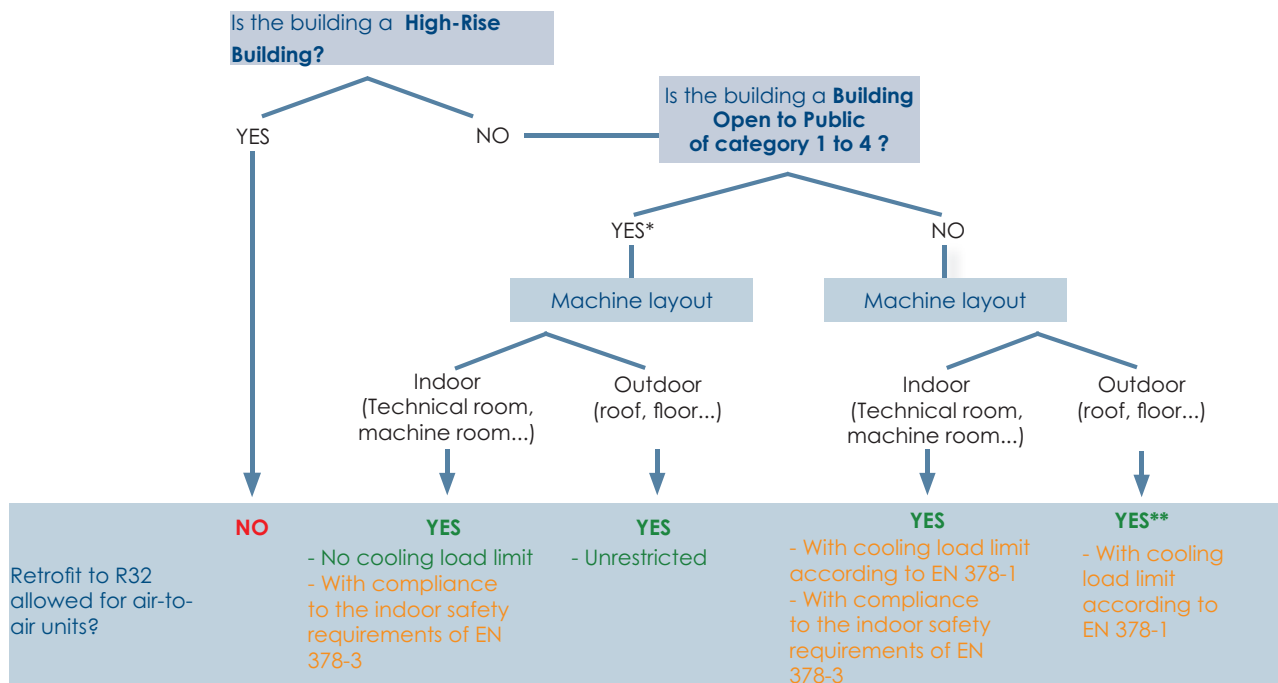 Is the building a High-Rise
Building?
YES
NO
Is the building a Building
Open to Public
of category 1 to 4 ?
YES*
NO
Machine layout
Machine layout
Indoor
(Technical room,
machine room...)
Outdoor
(roof, floor...)
Indoor
(Technical room,
machine room...)
Outdoor
(roof, floor...)
Retrofit to R32
allowed for air-to-
air units?
NO
YES
- No cooling load limit
- With compliance
to the indoor safety
requirements of EN
378-3
YES
- Unrestricted
YES
- With cooling load limit
according to EN 378-1
- With compliance
to the indoor safety
requirements of EN
378-3
YES**
- With cooling
load limit
according to
EN 378-1